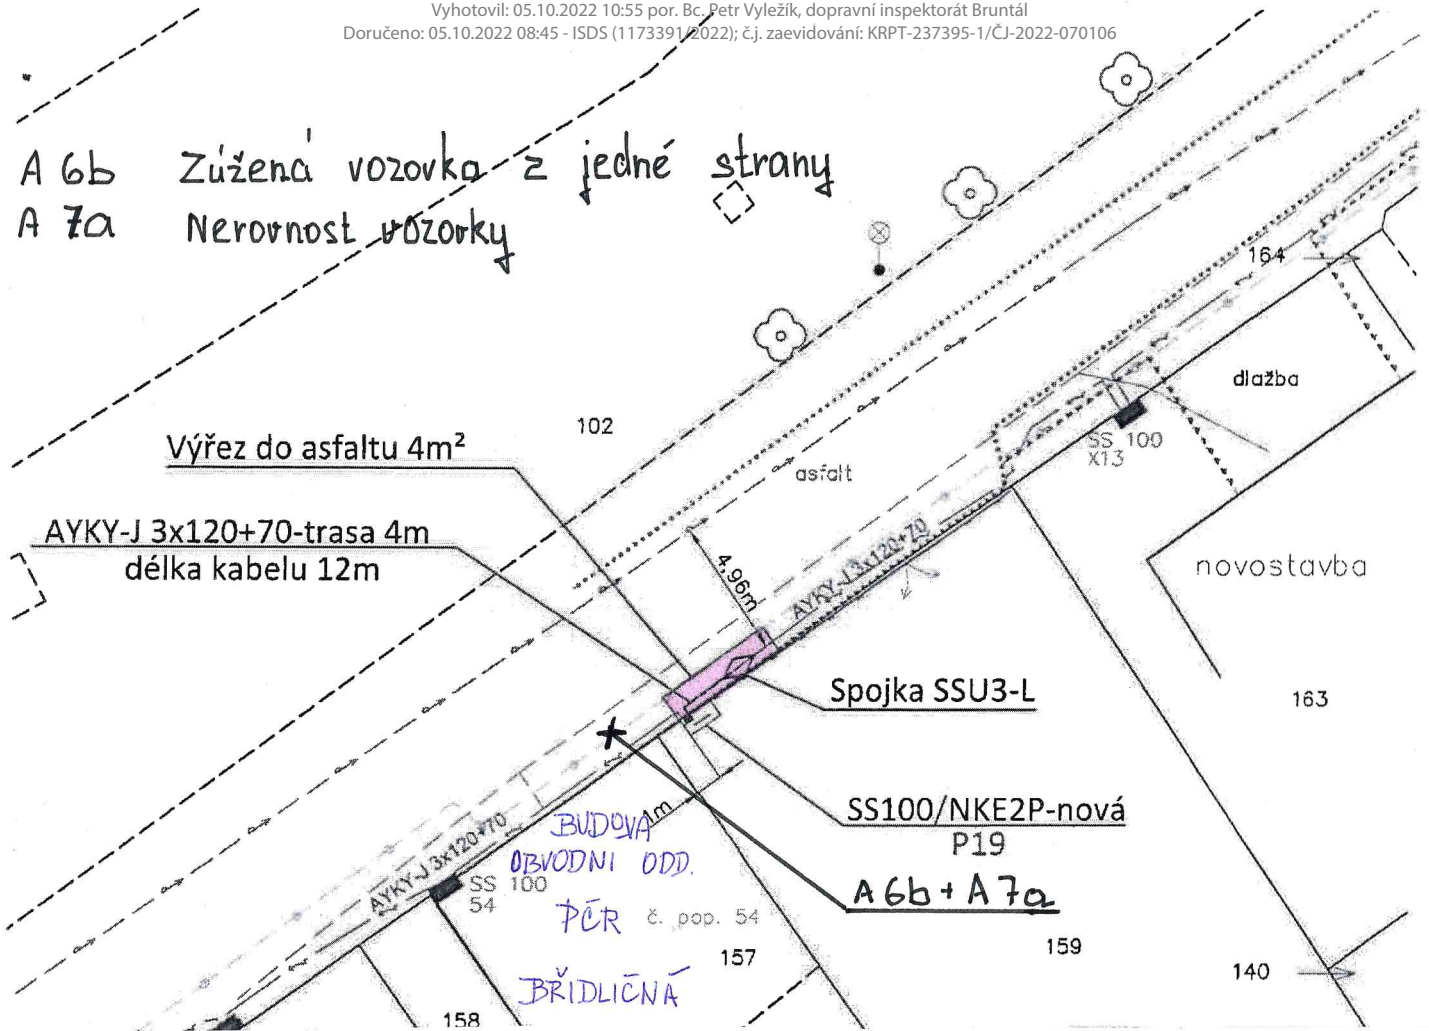 Vyhotovil: 05.10.2022 10:55 por. Bc. Petr Vyležík, dopravní inspektorát Bruntál
Doručeno: 05.10.2022 08:45 - ISDS (1173391/2022); č.j. zaevidování: KRPT-237395-1/ČJ-2022-070106
A 6b Zúžená vozovka z jedné strany
A 7a Nerovnost vozovky
164
dlažba
102
Výřez do asfaltu 4m²
SS 100
X13
asfalt
AYKY-J 3x120+70-trasa 4m
délka kabelu 12m
4,96m
AYKY-J 3x120+70
novostavba
Spojka SSU3-L
163
1m
SS100/NKE2P-nová
P19
AYKY-J 3x120+70
BUDOVA
OBVODNI ODD.
SS 100
54
A 6b + A 7a
PČR č. pop. 54
157
159
140
BŘIDLIČNÁ
158